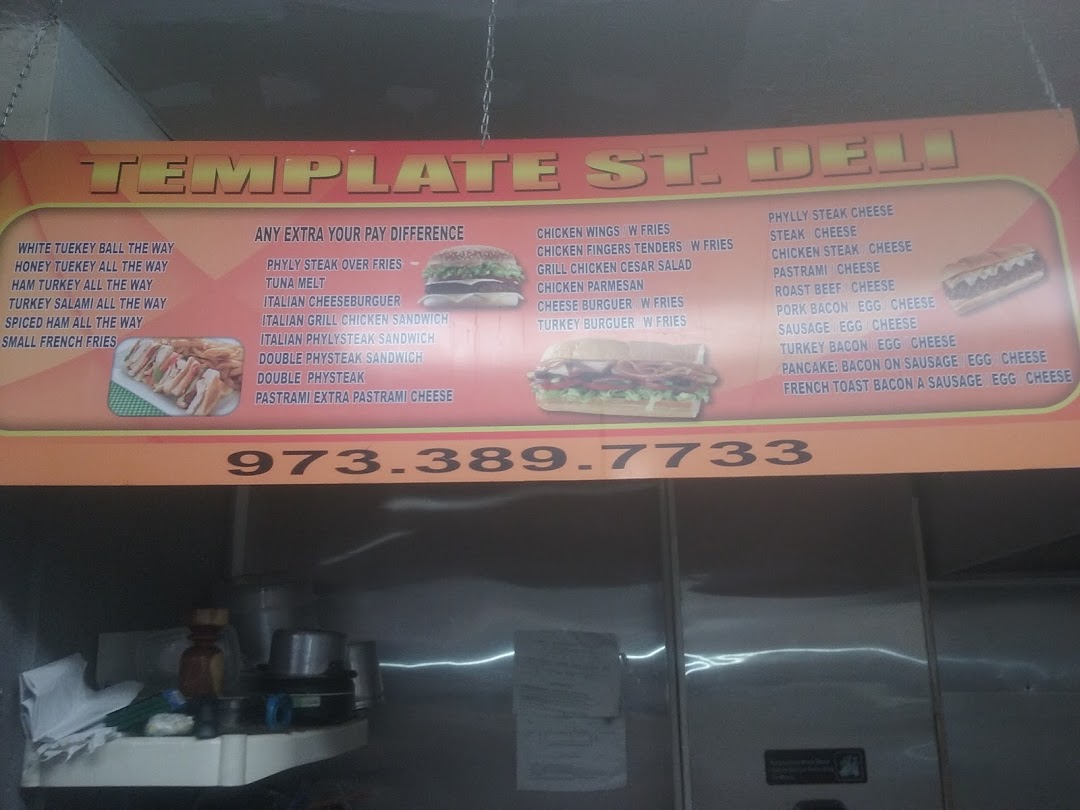 TEMPLATE ST. DELI
WHITE TUEKEY BALL THE WAY
HONEY TUEKEY ALL THE WAY
HAM TURKEY ALL THE WAY
TURKEY SALAMI ALL THE WAY
SPICED HAM ALL THE WAY
SMALL FRENCH FRIES
ANY EXTRA YOUR PAY DIFFERENCE
PHYLY STEAK OVER FRIES
TUNA MELT
ITALIAN CHEESEBURGUER
ITALIAN GRILL CHICKEN SANDWICH
ITALIAN PHYLYSTEAK SANDWICH
DOUBLE PHYSTEAK SANDWICH
DOUBLE PHYSTEAK
PASTRAMI EXTRA PASTRAMI CHEESE
CHICKEN WINGS W FRIES
CHICKEN FINGERS TENDERS W FRIES
GRILL CHICKEN CESAR SALAD
CHICKEN PARMESAN
CHEESE BURGUER W FRIES
TURKEY BURGUER W FRIES
PHYLLY STEAK CHEESE
STEAK CHEESE
CHICKEN STEAK CHEESE
PASTRAMI CHEESE
ROAST BEEF CHEESE
PORK BACON EGG CHEESE
SAUSAGE EGG CHEESE
TURKEY BACON EGG CHEESE
PANCAKE: BACON ON SAUSAGE EGG CHEESE
FRENCH TOAST BACON A SAUSAGE EGG CHEESE
973.389.7733